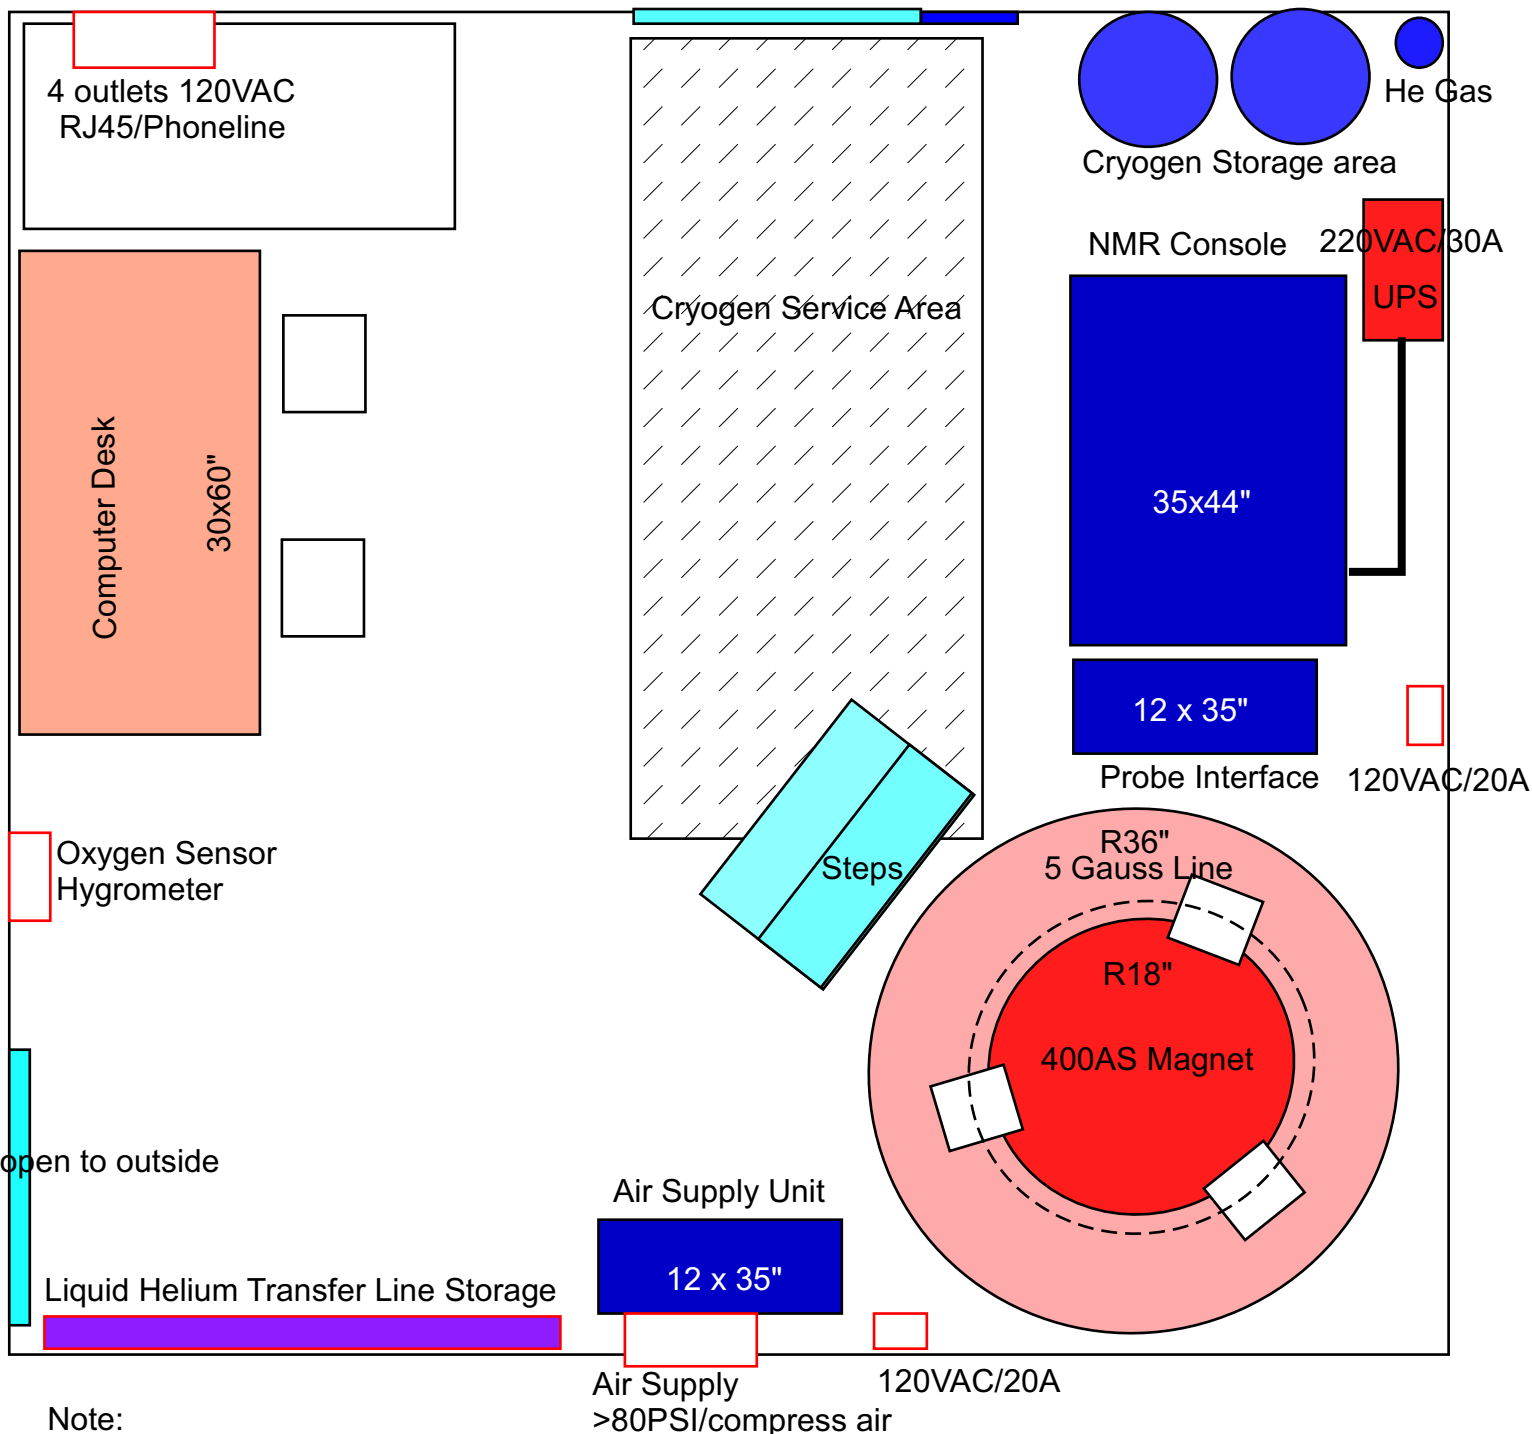 4 outlets 120VAC
RJ45/Phoneline
He Gas
Cryogen Storage area
NMR Console
220VAC/30A
UPS
Cryogen Service Area
Computer Desk
30x60"
35x44"
12 x 35"
Probe Interface
120VAC/20A
Oxygen Sensor
Hygrometer
Steps
R36"
5 Gauss Line
R18"
400AS Magnet
open to outside
Air Supply Unit
12 x 35"
Liquid Helium Transfer Line Storage
Air Supply
>80PSI/compress air
120VAC/20A
Note: